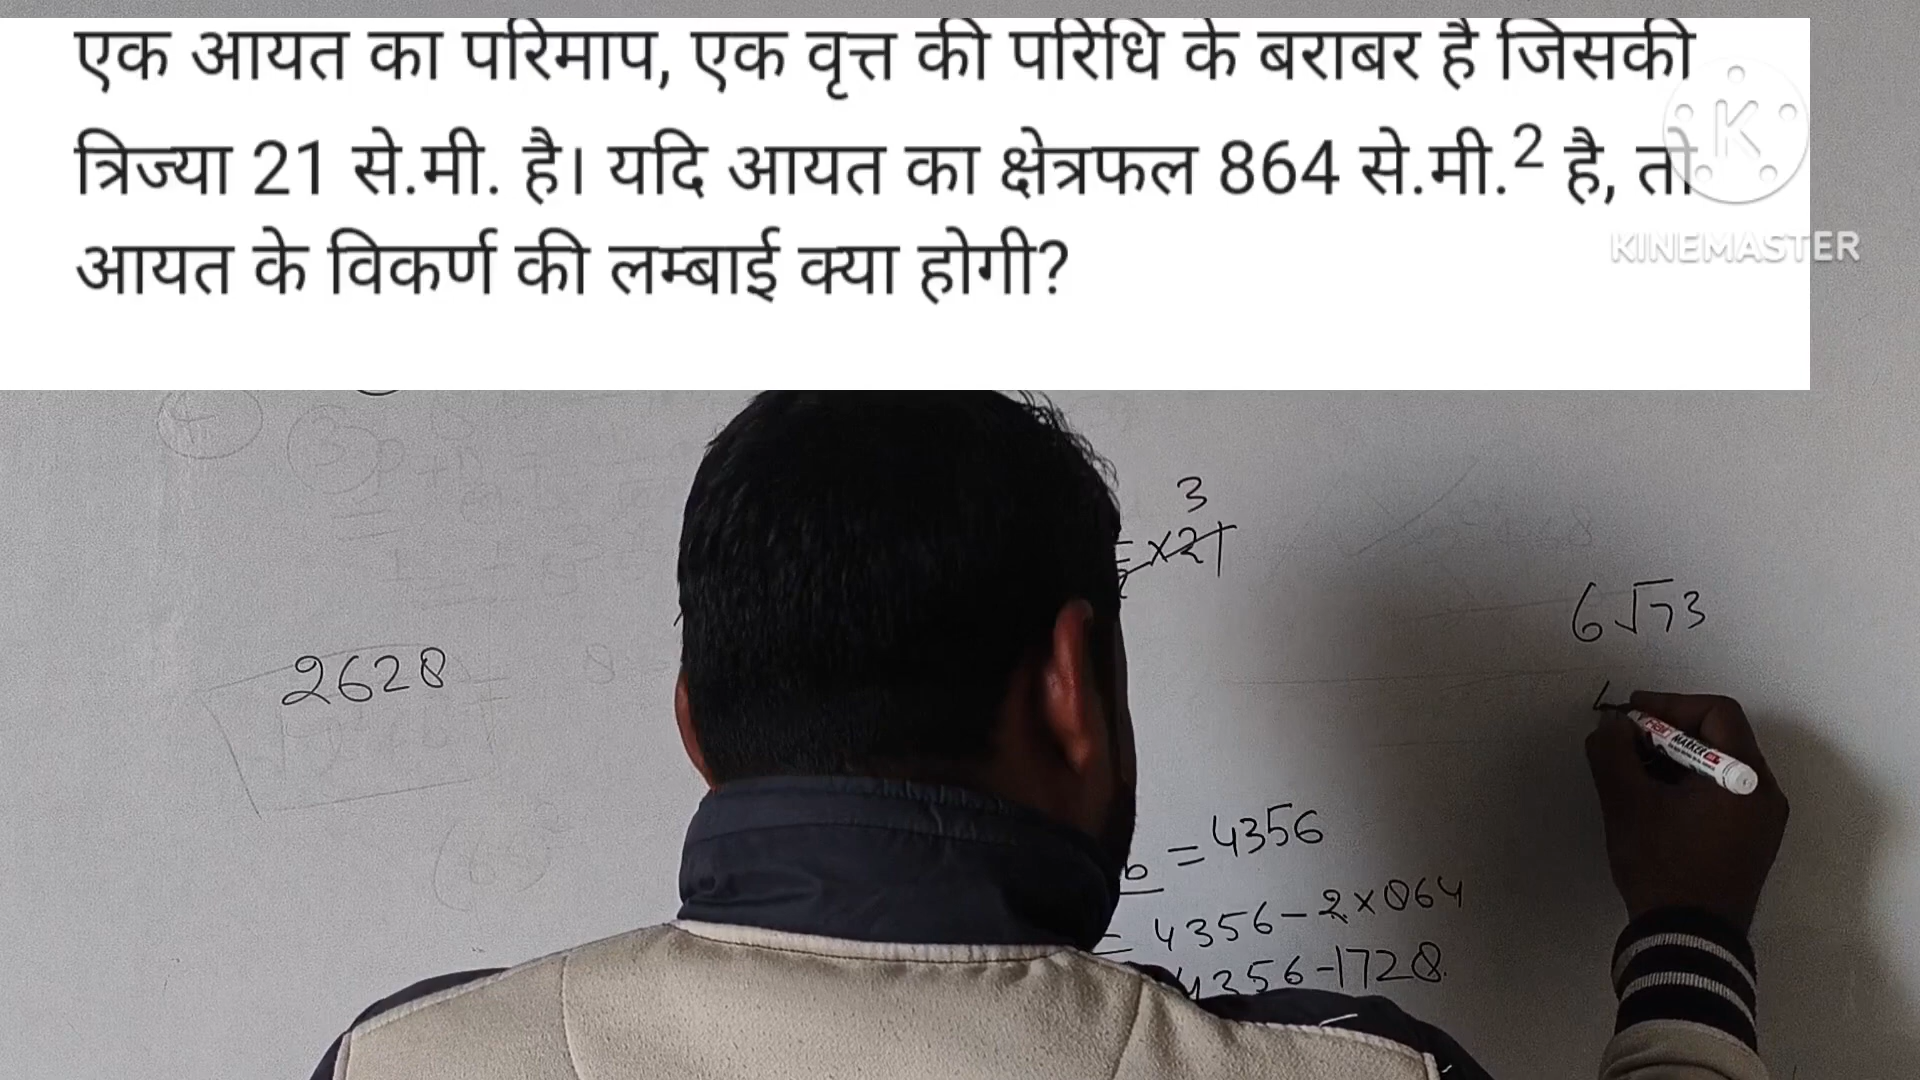 एक आयत का परिमाप, एक वृत्त की परिधि के बराबर है जिसकी
त्रिज्या 21 से.मी. है। यदि आयत का क्षेत्रफल 864 से.मी.² है, तो
आयत के विकर्ण की लम्बाई क्या होगी?
K
KINEMASTER
3
×21
6√73
2628
b = 4356
= 4356 - 2×864
4356-1728